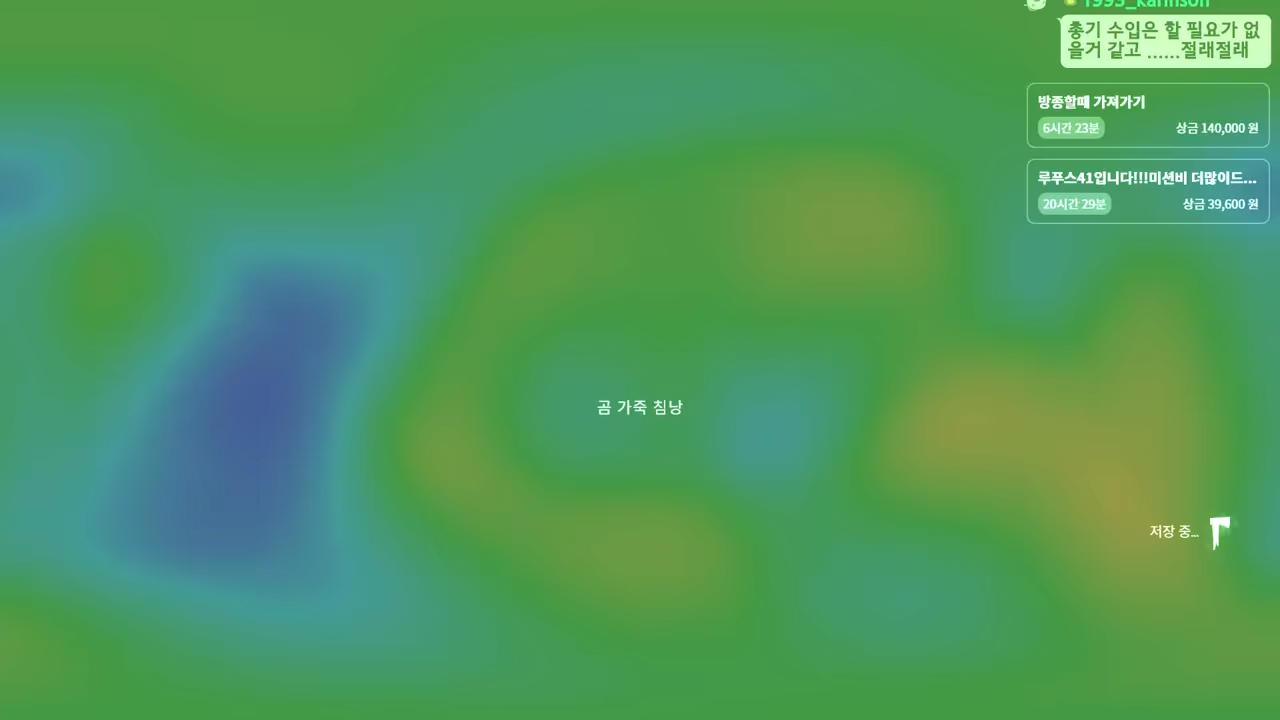 1995_karinson
총기 수입은 할 필요가 없
을거 같고 ......절래절래
방종할때 가져가기
6시간 23분
상금 140,000 원
루푸스41입니다!!!미션비 더많이드...
20시간 29분
상금 39,600 원
곰 가죽 침낭
저장 중...